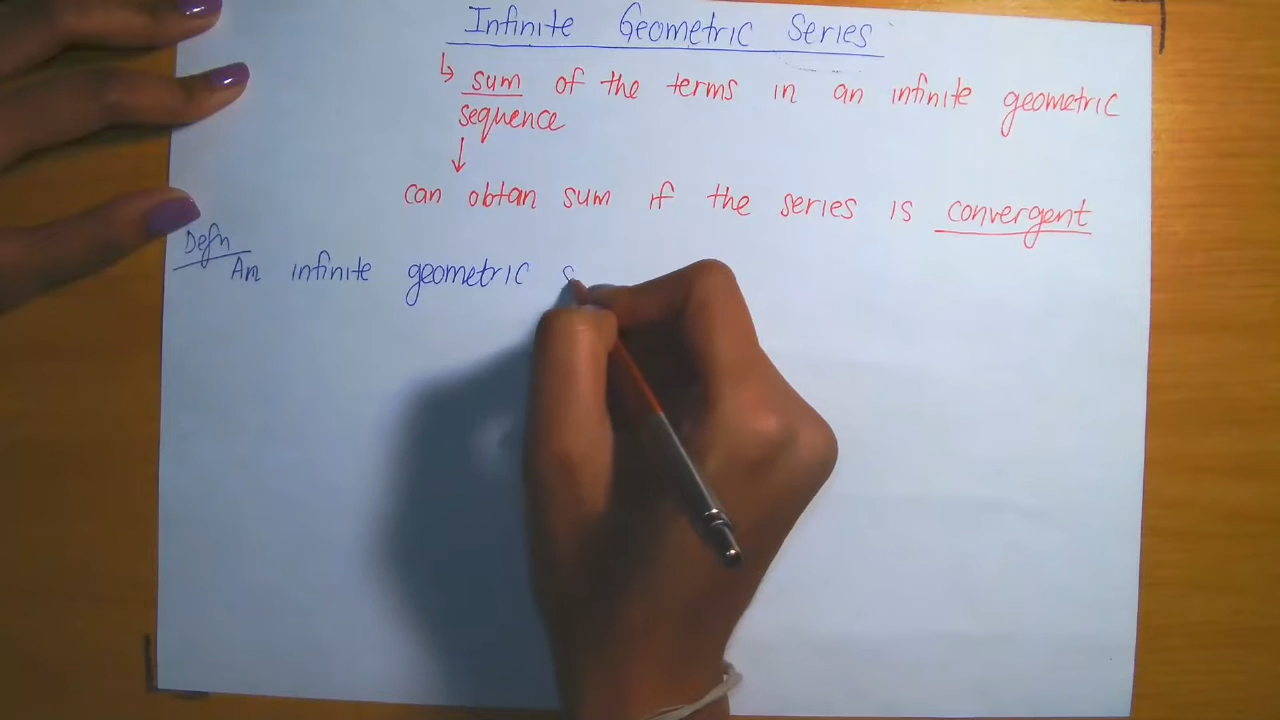 Infinite Geometric Series
↳ sum of the terms in an infinite geometric
sequence
↓
can obtan sum if the series is convergent
Defn
An infinite geometric s